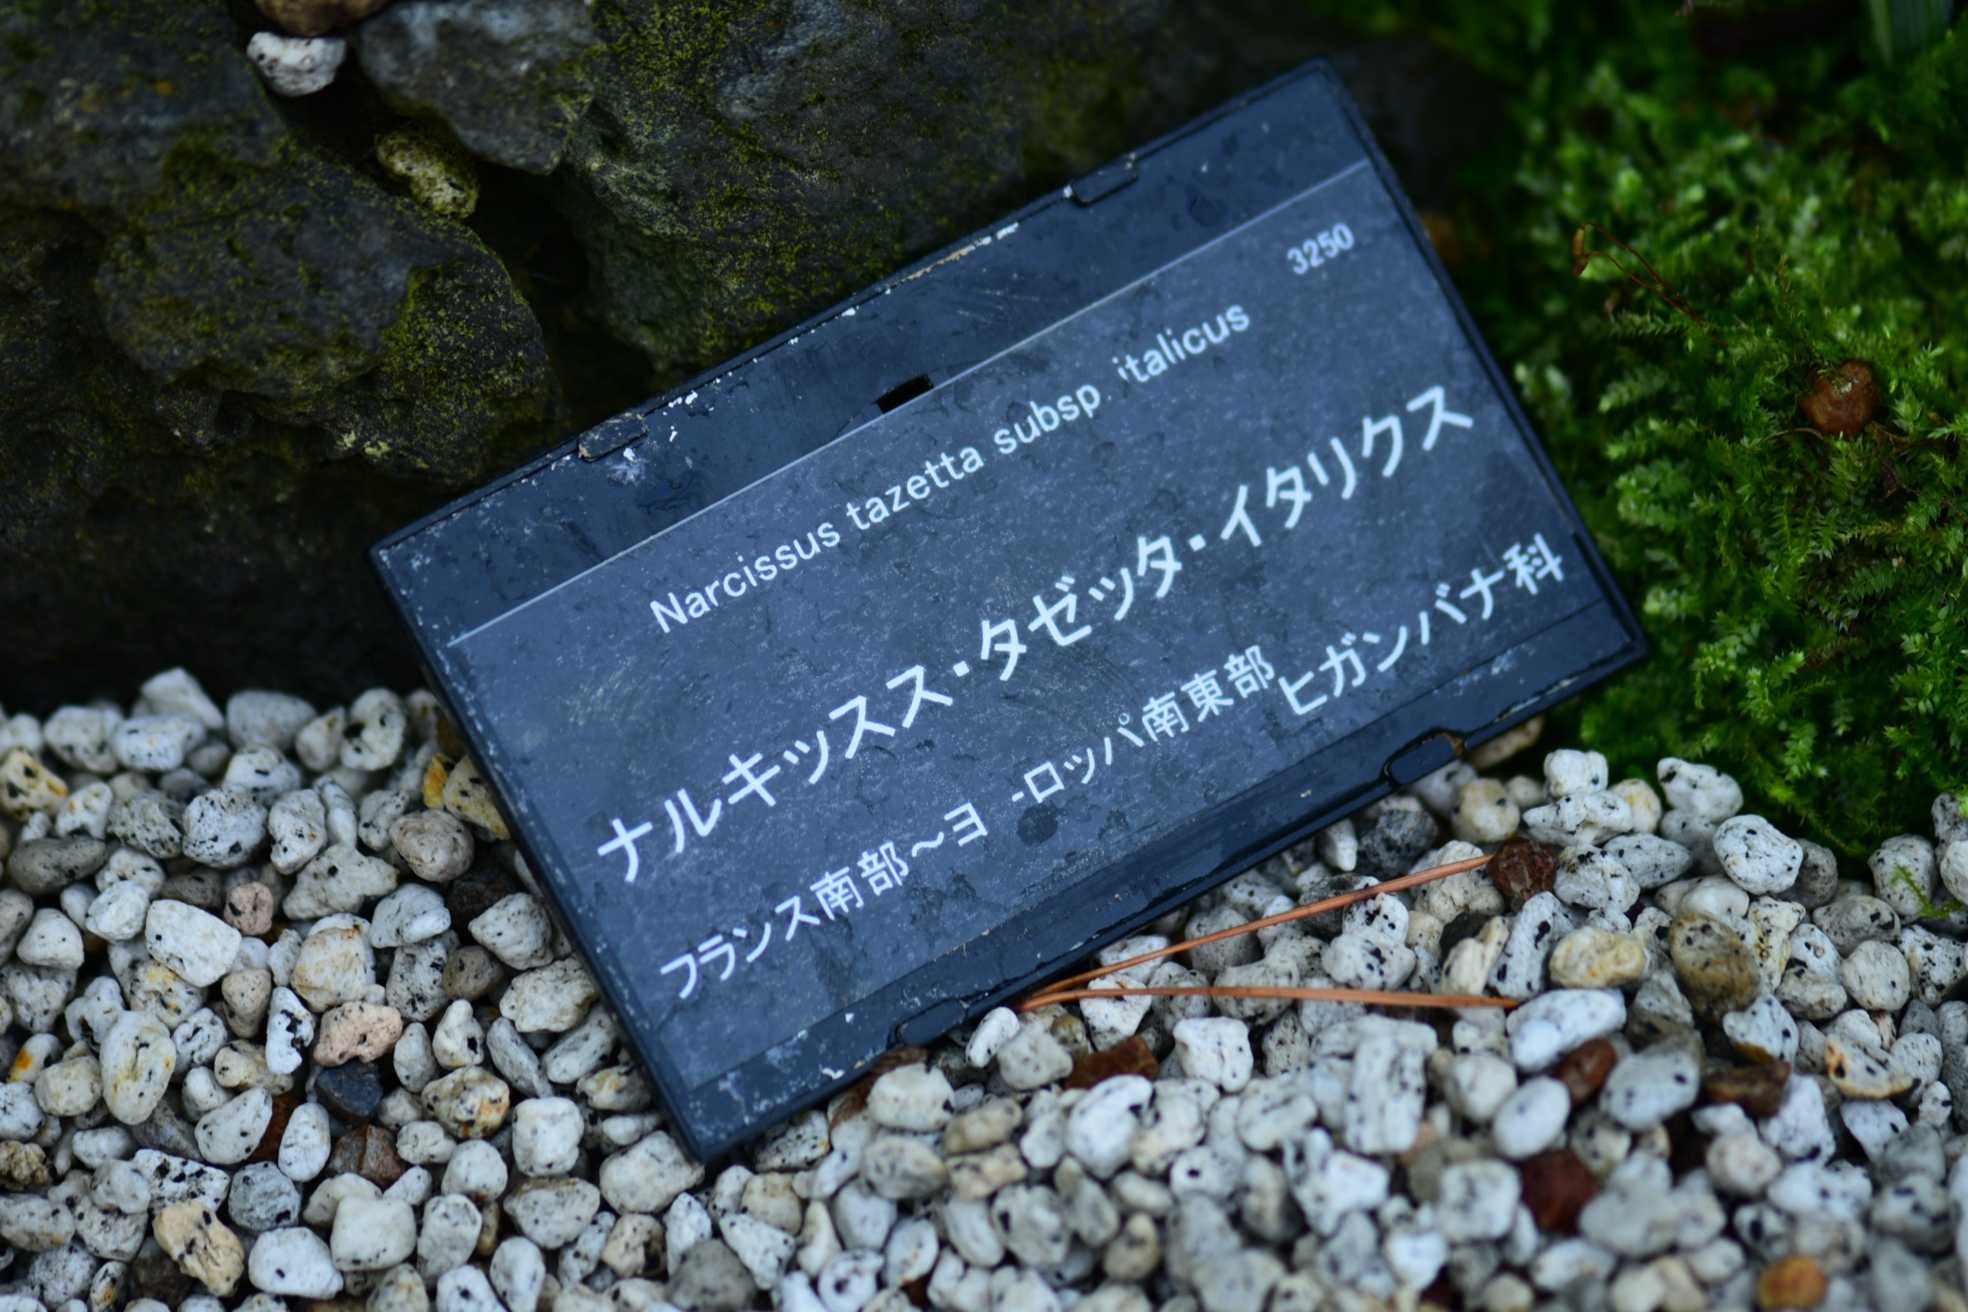 3250
Narcissus tazetta subsp. italicus
ナルキッスス・タゼッタ・イタリクス
フランス南部～ヨーロッパ南東部 ヒガンバナ科